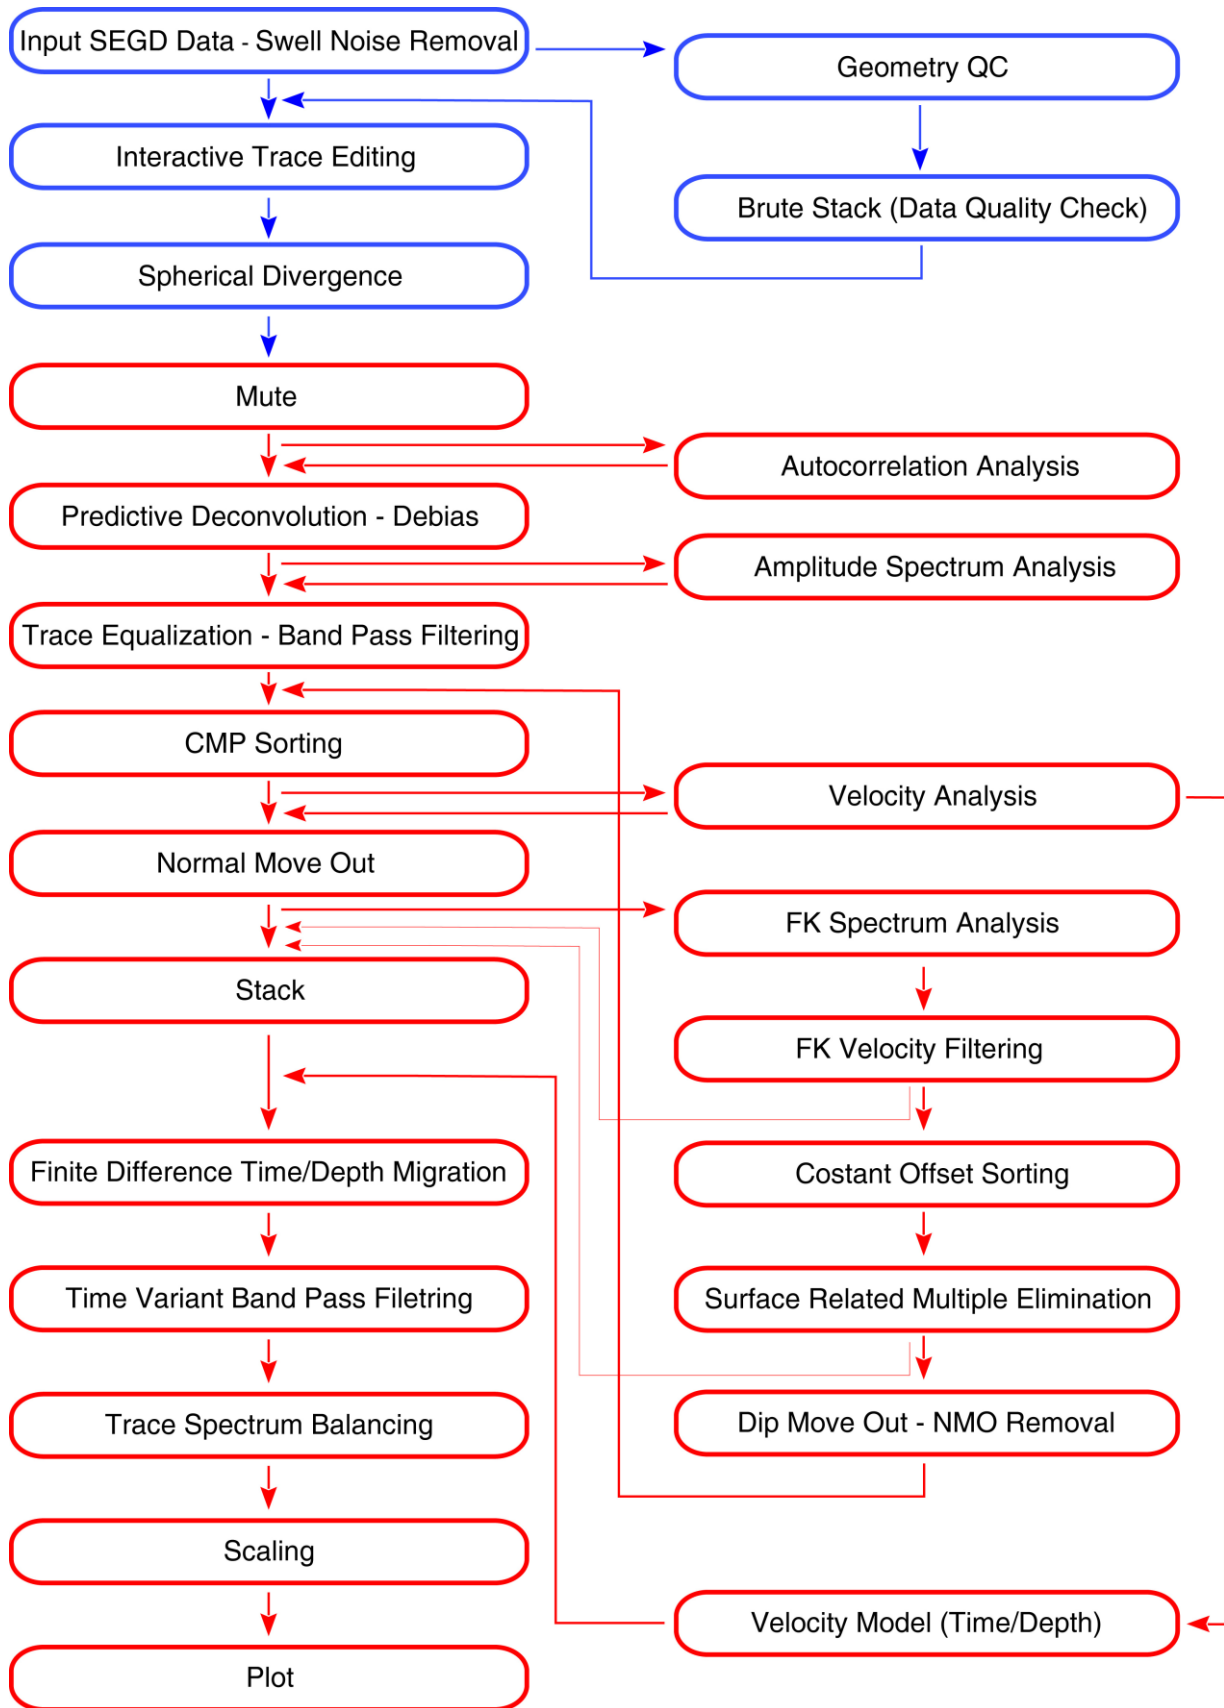 Input SEGD Data - Swell Noise Removal
Geometry QC
Interactive Trace Editing
Brute Stack (Data Quality Check)
Spherical Divergence
Mute
Autocorrelation Analysis
Predictive Deconvolution - Debias
Amplitude Spectrum Analysis
Trace Equalization - Band Pass Filtering
CMP Sorting
Velocity Analysis
Normal Move Out
FK Spectrum Analysis
Stack
FK Velocity Filtering
Finite Difference Time/Depth Migration
Costant Offset Sorting
Time Variant Band Pass Filetring
Surface Related Multiple Elimination
Trace Spectrum Balancing
Dip Move Out - NMO Removal
Scaling
Velocity Model (Time/Depth)
Plot